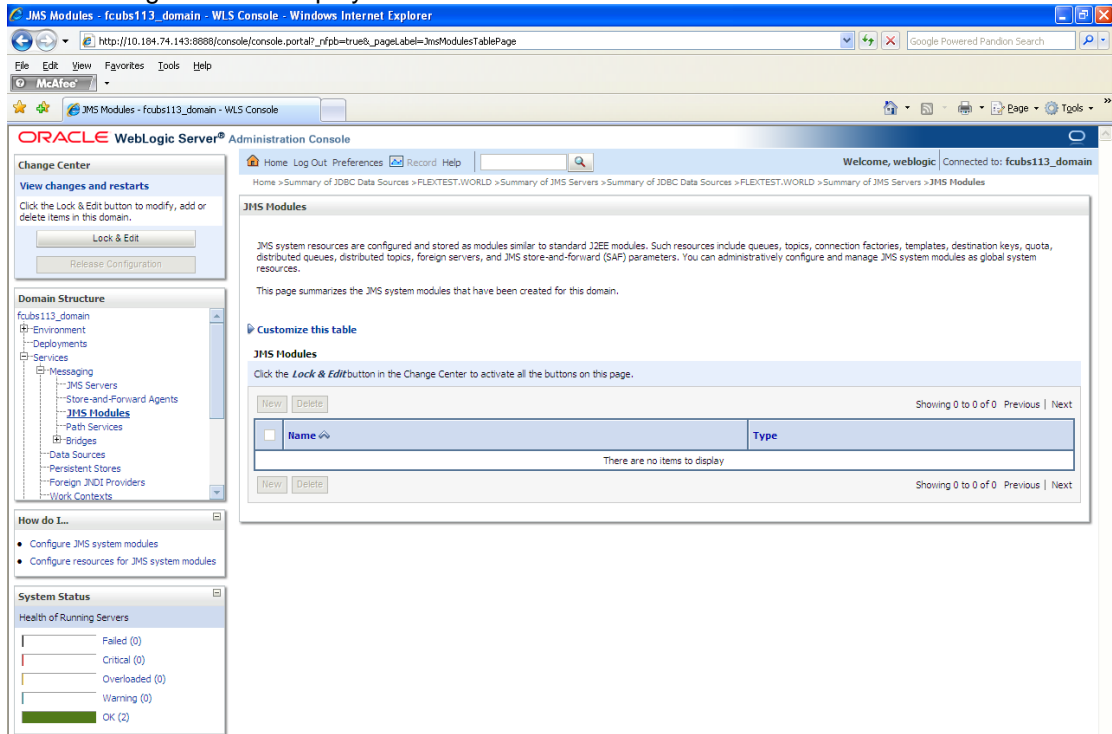 JMS Modules - fcubs113_domain - WLS Console - Windows Internet Explorer
http://10.184.74.143:8888/console/console.portal?_nfpb=true&_pageLabel=JmsModulesTablePage
Google Powered Pandion Search
File Edit View Favorites Tools Help
McAfee
JMS Modules - fcubs113_domain - WLS Console
Page Tools »
ORACLE WebLogic Server® Administration Console
Change Center
View changes and restarts
Click the Lock & Edit button to modify, add or
delete items in this domain.
Lock & Edit
Release Configuration
Domain Structure
fcubs113_domain
Environment
Deployments
Services
Messaging
JMS Servers
Store-and-Forward Agents
JMS Modules
Path Services
Bridges
Data Sources
Persistent Stores
Foreign JNDI Providers
Work Contexts
How do I...
Configure JMS system modules
Configure resources for JMS system modules
System Status
Health of Running Servers
Failed (0)
Critical (0)
Overloaded (0)
Warning (0)
OK (2)
Home Log Out Preferences Record Help
Welcome, weblogic Connected to: fcubs113_domain
Home >Summary of JDBC Data Sources >FLEXTEST.WORLD >Summary of JMS Servers >Summary of JDBC Data Sources >FLEXTEST.WORLD >Summary of JMS Servers >JMS Modules
JMS Modules
JMS system resources are configured and stored as modules similar to standard J2EE modules. Such resources include queues, topics, connection factories, templates, destination keys, quota,
distributed queues, distributed topics, foreign servers, and JMS store-and-forward (SAF) parameters. You can administratively configure and manage JMS system modules as global system
resources.
This page summarizes the JMS system modules that have been created for this domain.
Customize this table
JMS Modules
Click the Lock & Edit button in the Change Center to activate all the buttons on this page.
New Delete
Showing 0 to 0 of 0 Previous | Next
Name Type
There are no items to display
New Delete
Showing 0 to 0 of 0 Previous | Next